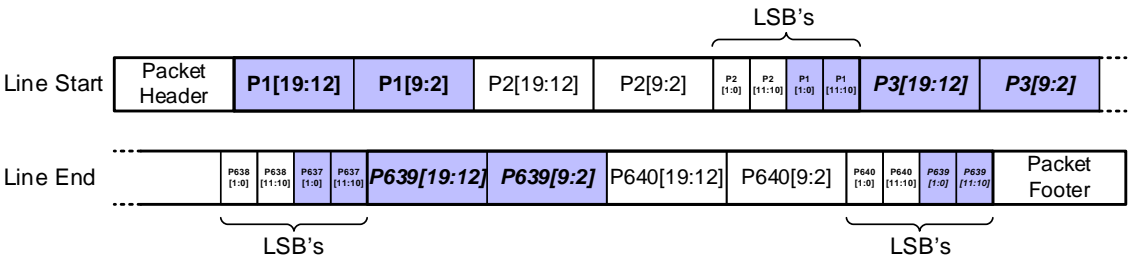 LSB's
Line Start
Packet Header
P1[19:12]
P1[9:2]
P2[19:12]
P2[9:2]
P2 [1:0]
P2 [11:10]
P1 [1:0]
P1 [11:10]
P3[19:12]
P3[9:2]
Line End
P638 [1:0]
P638 [11:10]
P637 [1:0]
P637 [11:10]
P639[19:12]
P639[9:2]
P640[19:12]
P640[9:2]
P640 [1:0]
P640 [11:10]
P639 [1:0]
P639 [11:10]
Packet Footer
LSB's
LSB's